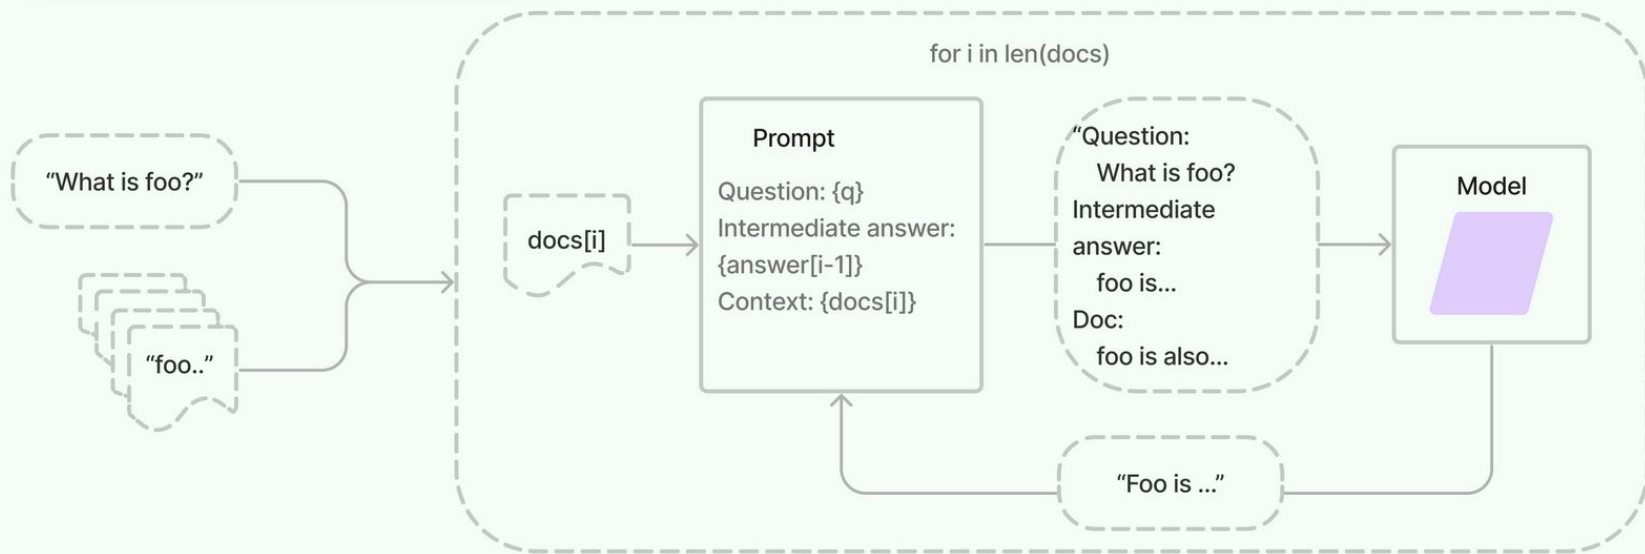 for i in len(docs)
“What is foo?”
“foo..”
docs[i]
Prompt
Question: {q}
Intermediate answer:
{answer[i-1]}
Context: {docs[i]}
“Question:
What is foo?
Intermediate
answer:
foo is...
Doc:
foo is also...
Model
“Foo is ...”